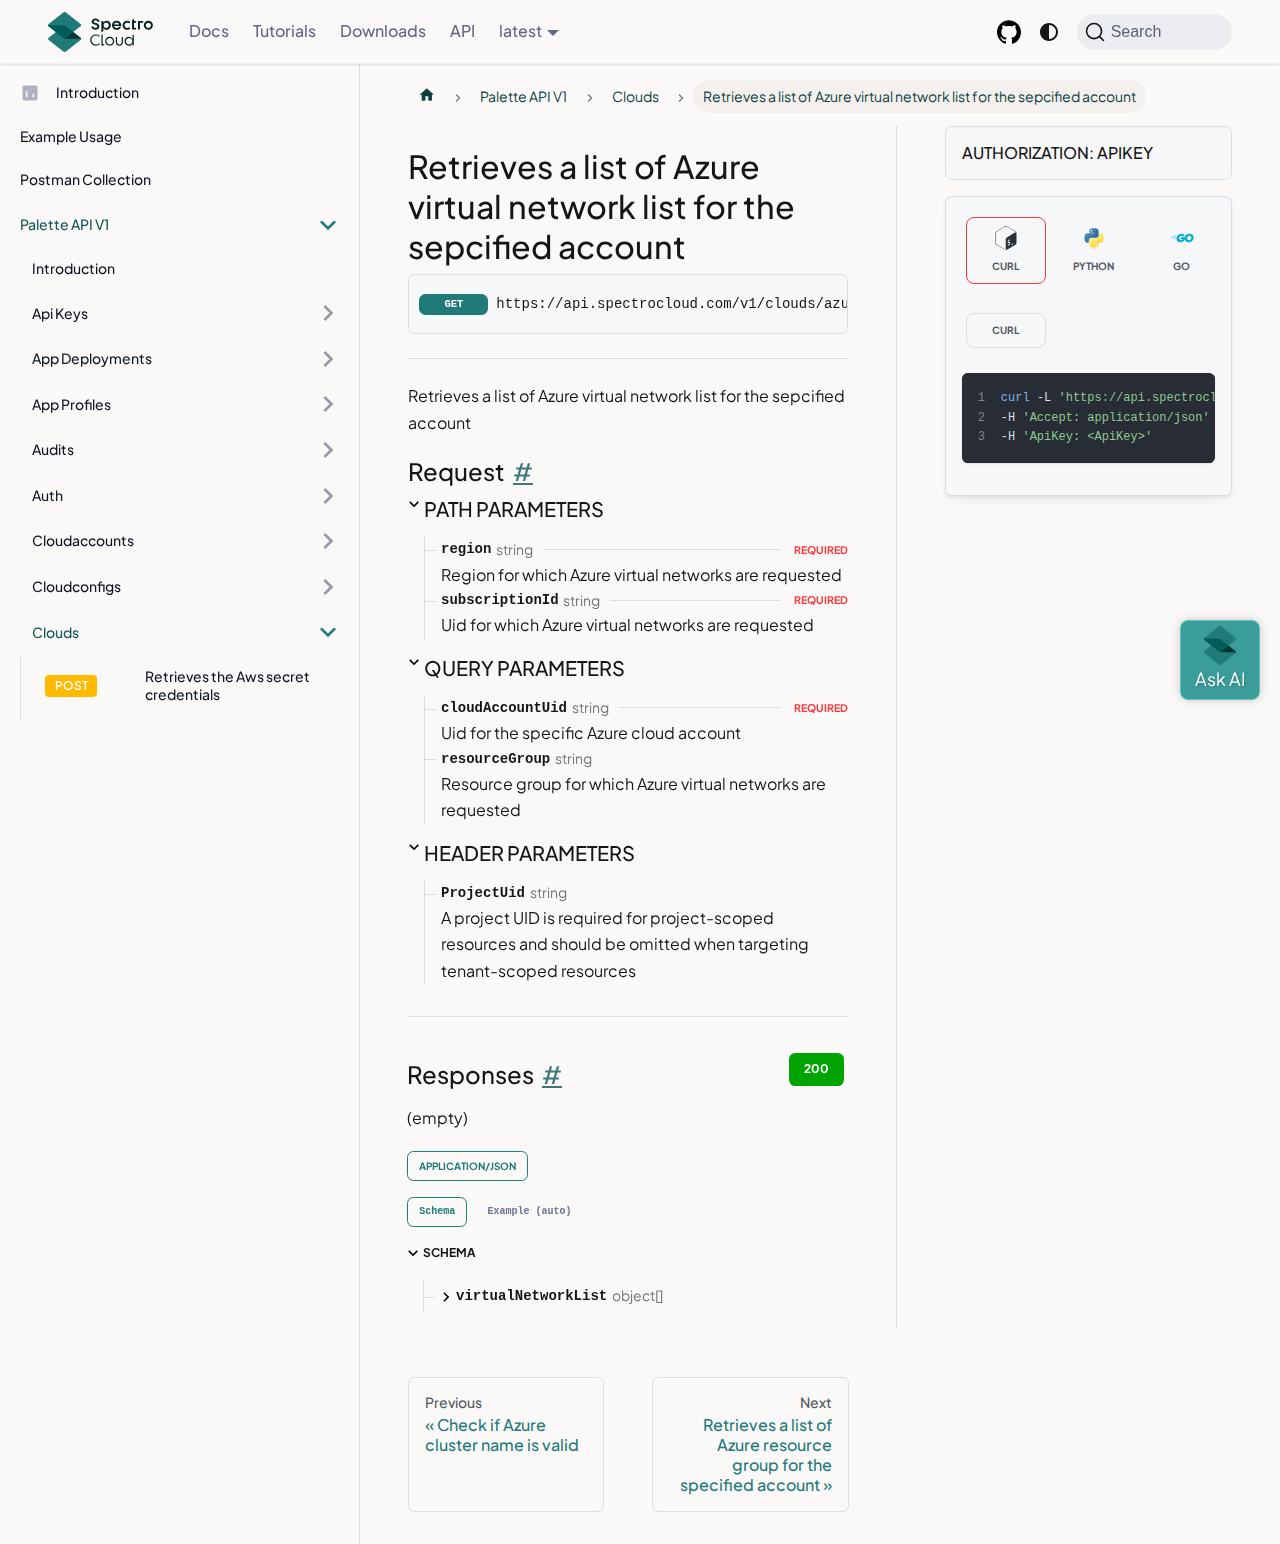 Spectro Cloud
Docs
Tutorials
Downloads
API
latest
Search
Introduction
Example Usage
Postman Collection
Palette API V1
Introduction
Api Keys
App Deployments
App Profiles
Audits
Auth
Cloudaccounts
Cloudconfigs
Clouds
POST
Retrieves the Aws secret
credentials
Palette API V1
Clouds
Retrieves a list of Azure virtual network list for the sepcified account
Retrieves a list of Azure
virtual network list for the
sepcified account
GET https://api.spectrocloud.com/v1/clouds/azu
Retrieves a list of Azure virtual network list for the sepcified
account
Request #
PATH PARAMETERS
region string REQUIRED
Region for which Azure virtual networks are requested
subscriptionId string REQUIRED
Uid for which Azure virtual networks are requested
QUERY PARAMETERS
cloudAccountUid string REQUIRED
Uid for the specific Azure cloud account
resourceGroup string
Resource group for which Azure virtual networks are
requested
HEADER PARAMETERS
ProjectUid string
A project UID is required for project-scoped
resources and should be omitted when targeting
tenant-scoped resources
Responses #
200
(empty)
APPLICATION/JSON
Schema
Example (auto)
SCHEMA
virtualNetworkList object[]
Previous
« Check if Azure
cluster name is valid
Next
Retrieves a list of
Azure resource
group for the
specified account »
AUTHORIZATION: APIKEY
CURL
PYTHON
GO
CURL
1 curl -L 'https://api.spectrocl
2 -H 'Accept: application/json'
3 -H 'ApiKey: <ApiKey>'
Ask AI